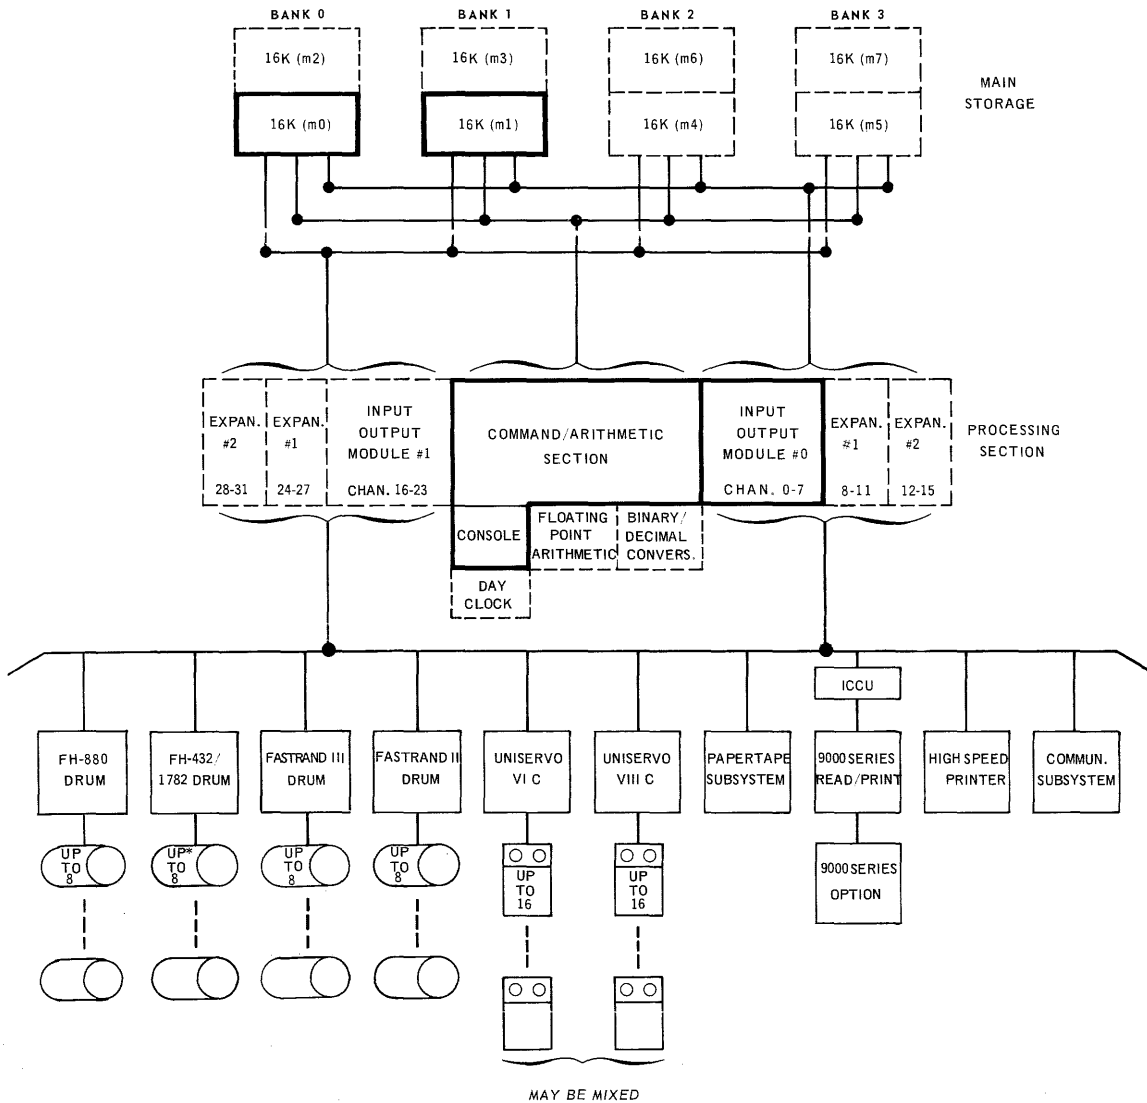 BANK 0
BANK 1
BANK 2
BANK 3
16K (m2)
16K (m3)
16K (m6)
16K (m7)
MAIN
STORAGE
16K (m0)
16K (m1)
16K (m4)
16K (m5)
EXPAN.
#2
28-31
EXPAN.
#1
24-27
INPUT
OUTPUT
MODULE #1
CHAN. 16-23
COMMAND/ARITHMETIC
SECTION
INPUT
OUTPUT
MODULE #0
CHAN. 0-7
EXPAN.
#1
8-11
EXPAN.
#2
12-15
PROCESSING
SECTION
CONSOLE
FLOATING
POINT
ARITHMETIC
BINARY/
DECIMAL
CONVERS.
DAY
CLOCK
ICCU
FH-880
DRUM
FH-432/
1782 DRUM
FASTRAND III
DRUM
FASTRAND II
DRUM
UNISERVO
VI C
UNISERVO
VIII C
PAPERTAPE
SUBSYSTEM
9000 SERIES
READ/PRINT
HIGH SPEED
PRINTER
COMMUN.
SUBSYSTEM
UP
TO
8
UP*
TO
8
UP
TO
8
UP
TO
8
UP
TO
16
UP
TO
16
9000 SERIES
OPTION
MAY BE MIXED